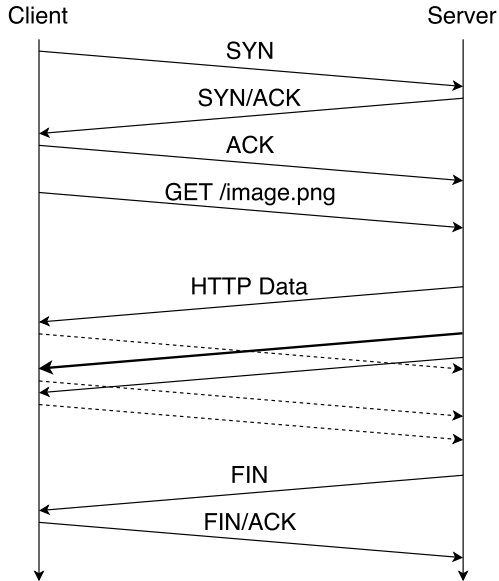 Client
Server
SYN
SYN/ACK
ACK
GET /image.png
HTTP Data
FIN
FIN/ACK